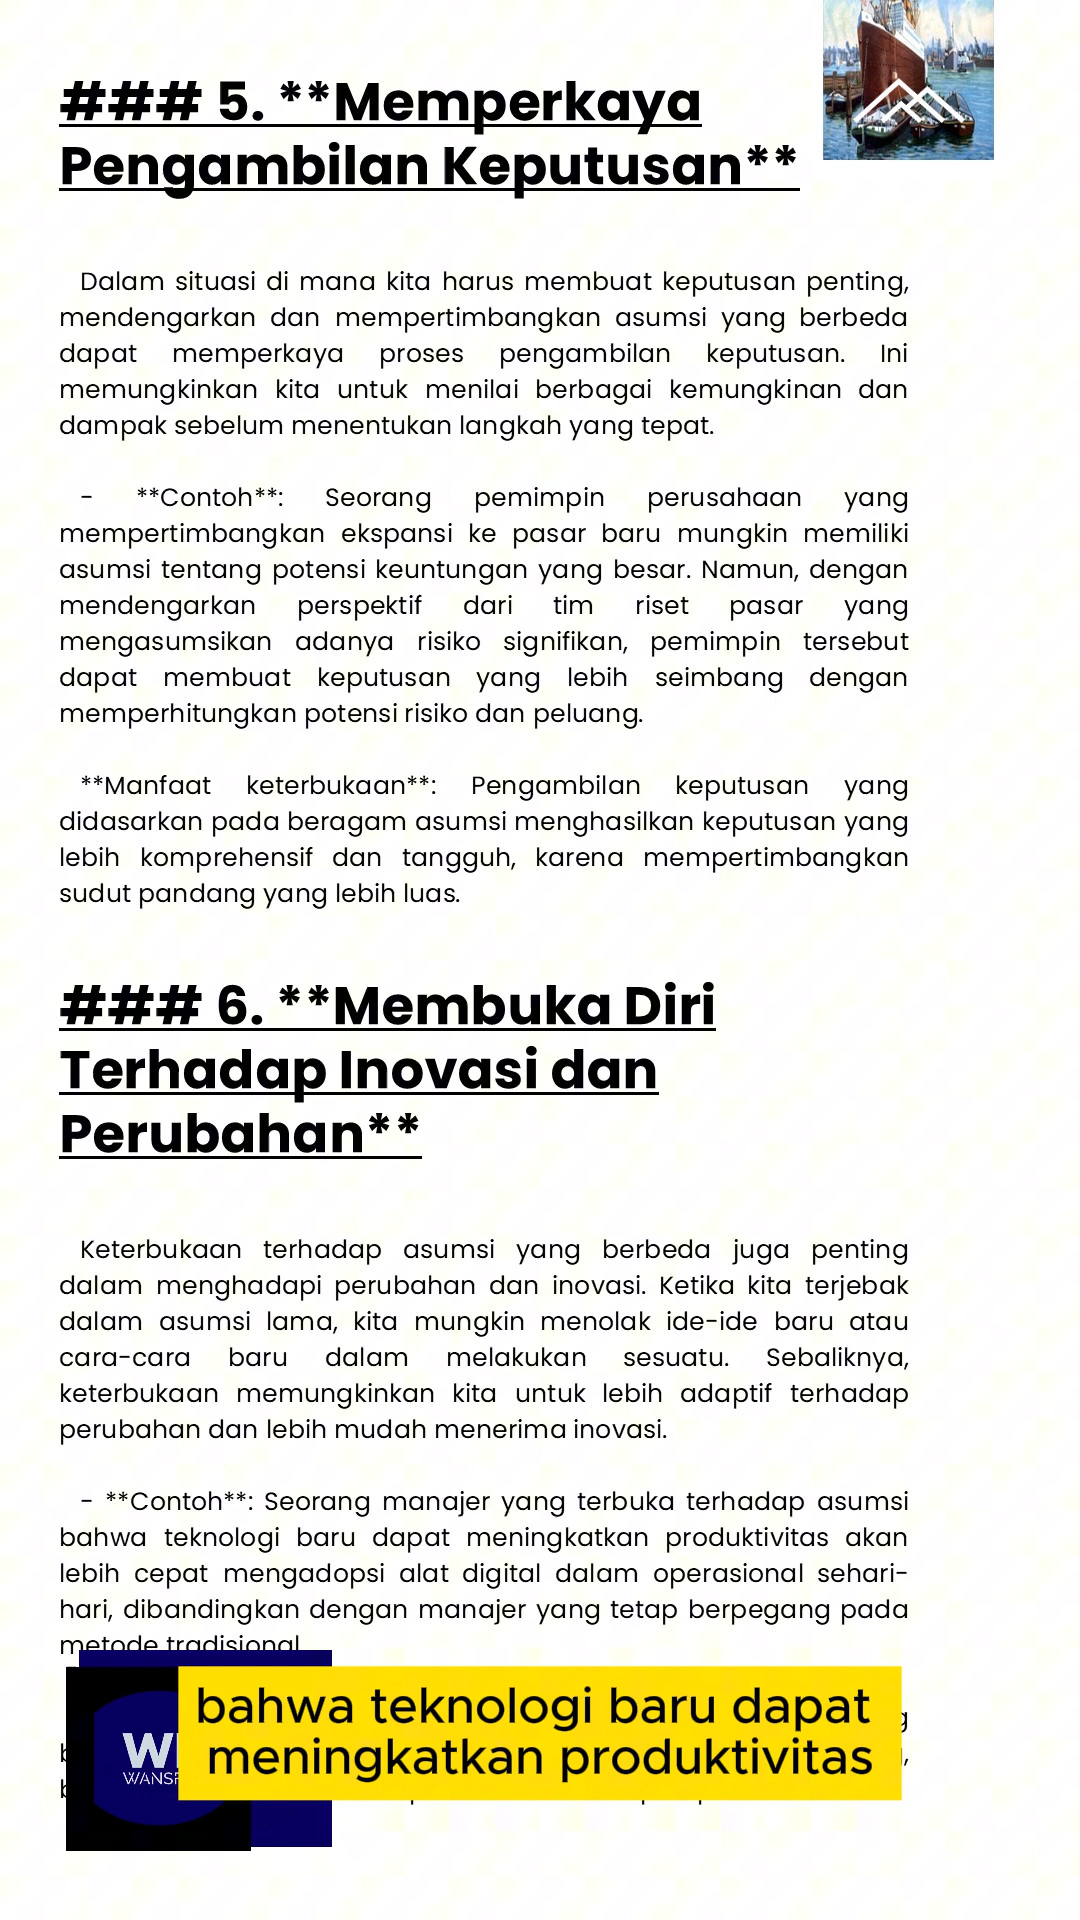 ### 5. **Memperkaya
Pengambilan Keputusan**
Dalam situasi di mana kita harus membuat keputusan penting,
mendengarkan dan mempertimbangkan asumsi yang berbeda
dapat memperkaya proses pengambilan keputusan. Ini
memungkinkan kita untuk menilai berbagai kemungkinan dan
dampak sebelum menentukan langkah yang tepat.
- **Contoh**: Seorang pemimpin perusahaan yang
mempertimbangkan ekspansi ke pasar baru mungkin memiliki
asumsi tentang potensi keuntungan yang besar. Namun, dengan
mendengarkan perspektif dari tim riset pasar yang
mengasumsikan adanya risiko signifikan, pemimpin tersebut
dapat membuat keputusan yang lebih seimbang dengan
memperhitungkan potensi risiko dan peluang.
**Manfaat keterbukaan**: Pengambilan keputusan yang
didasarkan pada beragam asumsi menghasilkan keputusan yang
lebih komprehensif dan tangguh, karena mempertimbangkan
sudut pandang yang lebih luas.
### 6. **Membuka Diri
Terhadap Inovasi dan
Perubahan**
Keterbukaan terhadap asumsi yang berbeda juga penting
dalam menghadapi perubahan dan inovasi. Ketika kita terjebak
dalam asumsi lama, kita mungkin menolak ide-ide baru atau
cara-cara baru dalam melakukan sesuatu. Sebaliknya,
keterbukaan memungkinkan kita untuk lebih adaptif terhadap
perubahan dan lebih mudah menerima inovasi.
- **Contoh**: Seorang manajer yang terbuka terhadap asumsi
bahwa teknologi baru dapat meningkatkan produktivitas akan
lebih cepat mengadopsi alat digital dalam operasional sehari-
hari, dibandingkan dengan manajer yang tetap berpegang pada
metode tradisional.
bahwa teknologi baru dapat
meningkatkan produktivitas